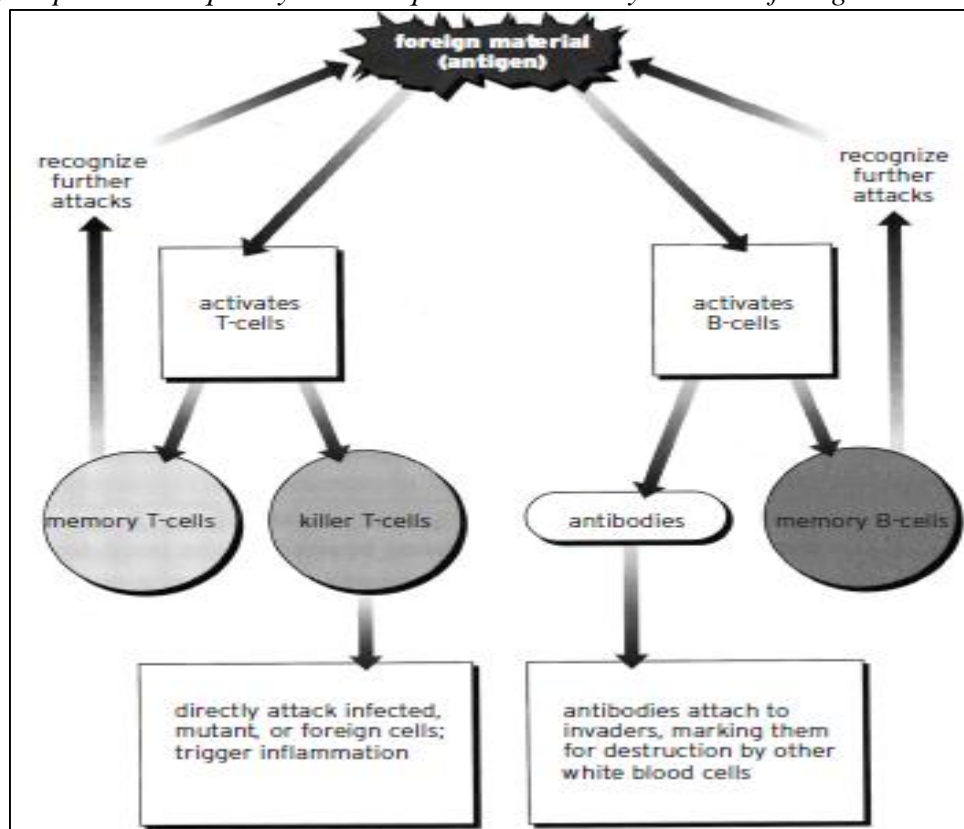 foreign material
(antigen)
recognize
further
attacks
recognize
further
attacks
activates
T-cells
activates
B-cells
memory T-cells
killer T-cells
antibodies
memory B-cells
directly attack infected,
mutant, or foreign cells;
trigger inflammation
antibodies attach to
invaders, marking them
for destruction by other
white blood cells